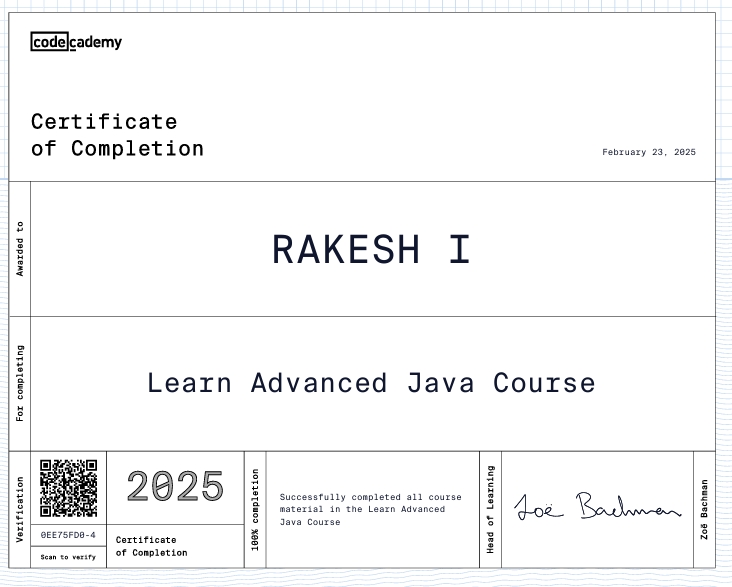 codecademy
Certificate
of Completion
February 23, 2025
Awarded to
RAKESH I
For completing
Learn Advanced Java Course
Verification
0EE75FD0-4
Scan to verify
2025
Certificate
of Completion
100% completion
Successfully completed all course
material in the Learn Advanced
Java Course
Head of Learning
Zoë Bachman
Zoë Bachman